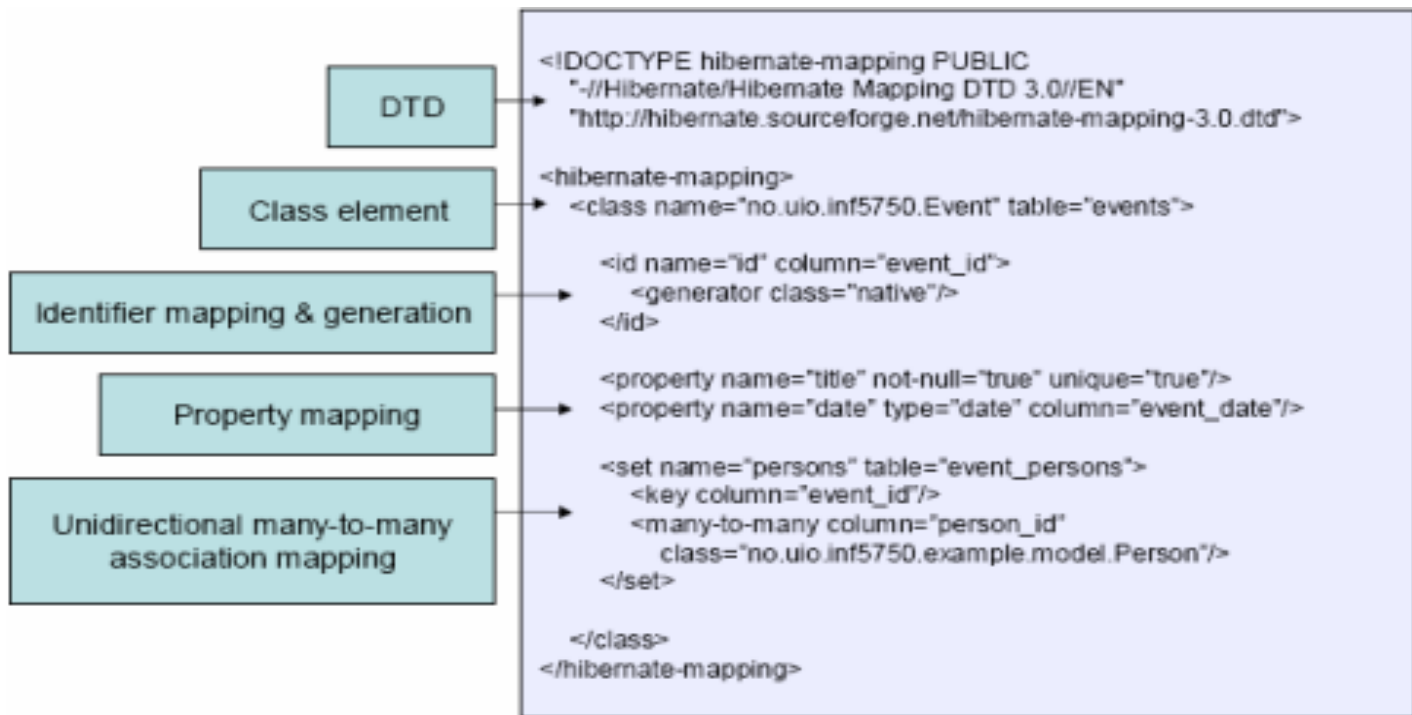 DTD
Class element
Identifier mapping & generation
Property mapping
Unidirectional many-to-many
association mapping
<!DOCTYPE hibernate-mapping PUBLIC
"-//Hibernate/Hibernate Mapping DTD 3.0//EN"
"http://hibernate.sourceforge.net/hibernate-mapping-3.0.dtd">
<hibernate-mapping>
<class name="no.uio.inf5750.Event" table="events">
<id name="id" column="event_id">
<generator class="native"/>
</id>
<property name="title" not-null="true" unique="true"/>
<property name="date" type="date" column="event_date"/>
<set name="persons" table="event_persons">
<key column="event_id"/>
<many-to-many column="person_id"
class="no.uio.inf5750.example.model.Person"/>
</set>
</class>
</hibernate-mapping>